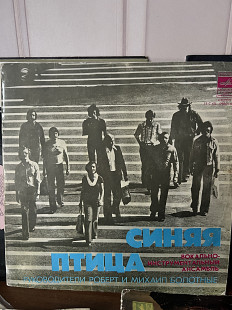 СИНЯЯ
ПТИЦА
ВОКАЛЬНО-
ИНСТРУМЕНТАЛЬНЫЙ
АНСАМБЛЬ
РУКОВОДИТЕЛИ РОБЕРТ И МИХАИЛ БОЛОТНЫЕ